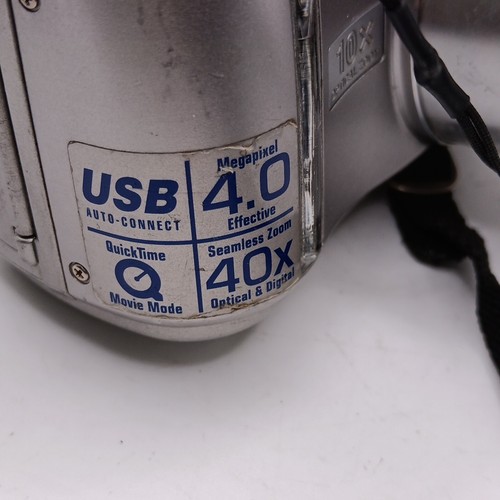 USB
AUTO-CONNECT
Megapixel
4.0
Effective
QuickTime
Movie Mode
Seamless Zoom
40x
Optical & Digital
10X